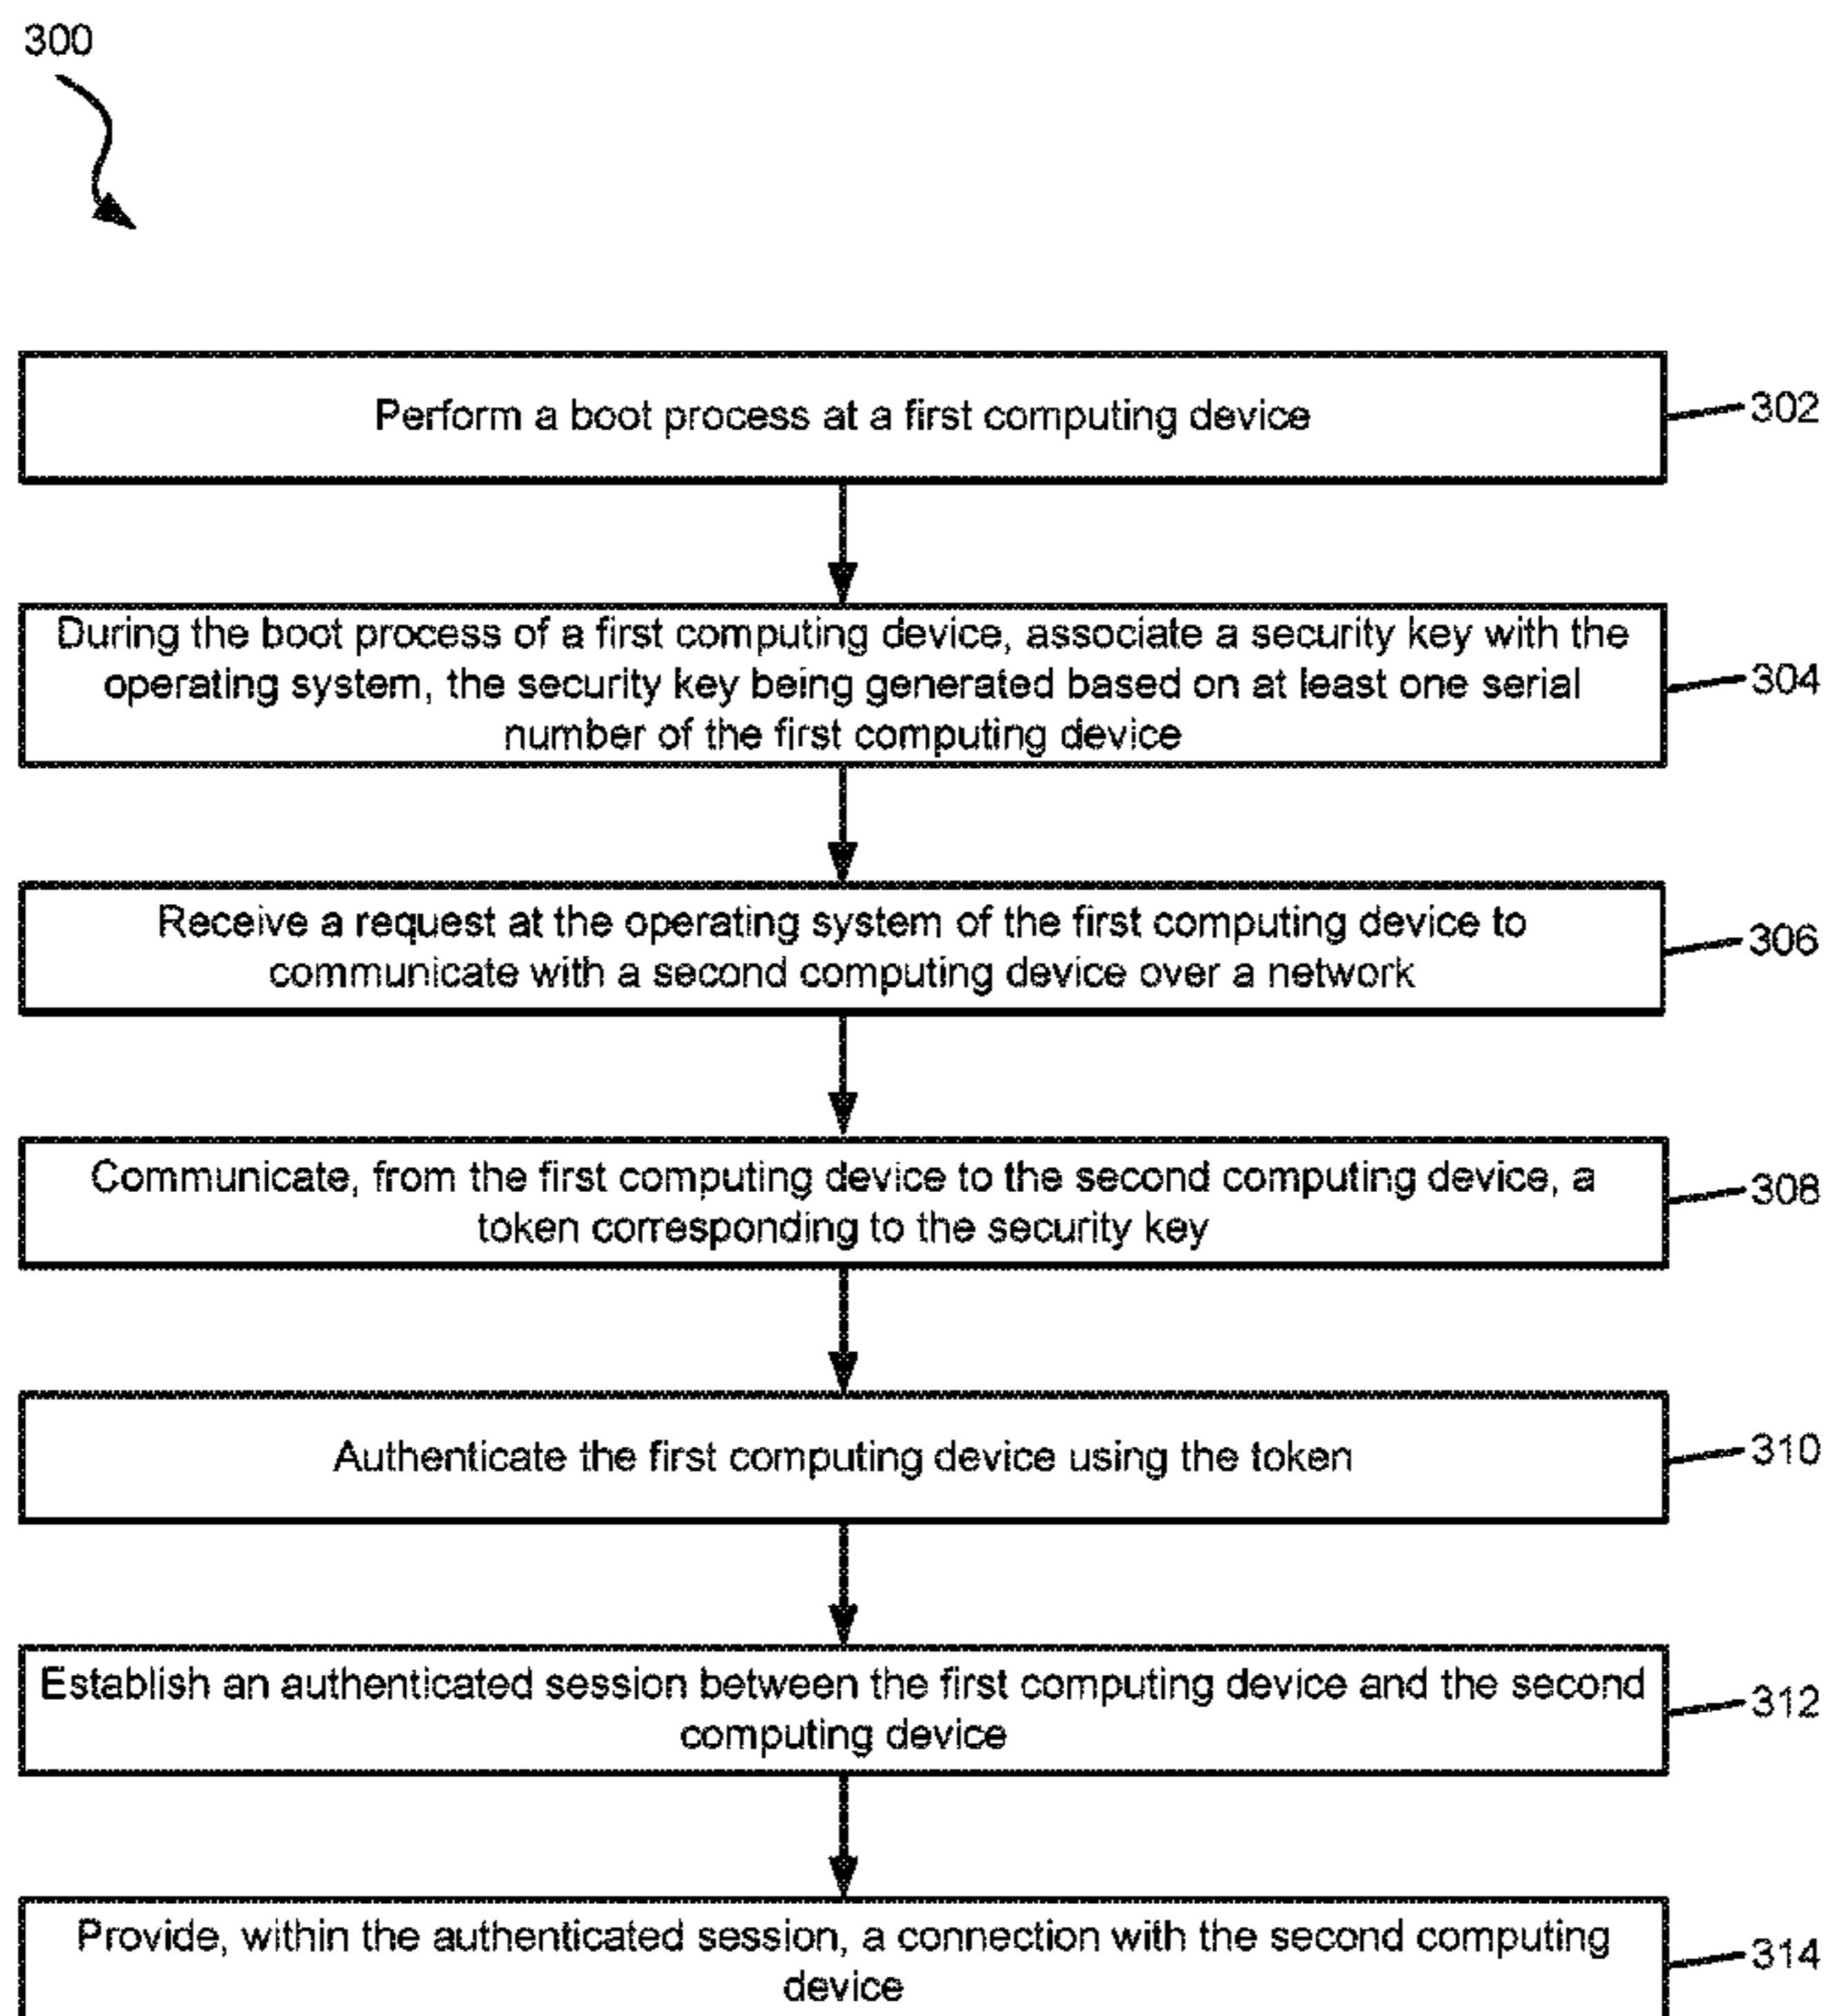 300
Perform a boot process at a first computing device
302
During the boot process of a first computing device, associate a security key with the
operating system, the security key being generated based on at least one serial
number of the first computing device
304
Receive a request at the operating system of the first computing device to
communicate with a second computing device over a network
306
Communicate, from the first computing device to the second computing device, a
token corresponding to the security key
308
Authenticate the first computing device using the token
310
Establish an authenticated session between the first computing device and the second
computing device
312
Provide, within the authenticated session, a connection with the second computing
device
314